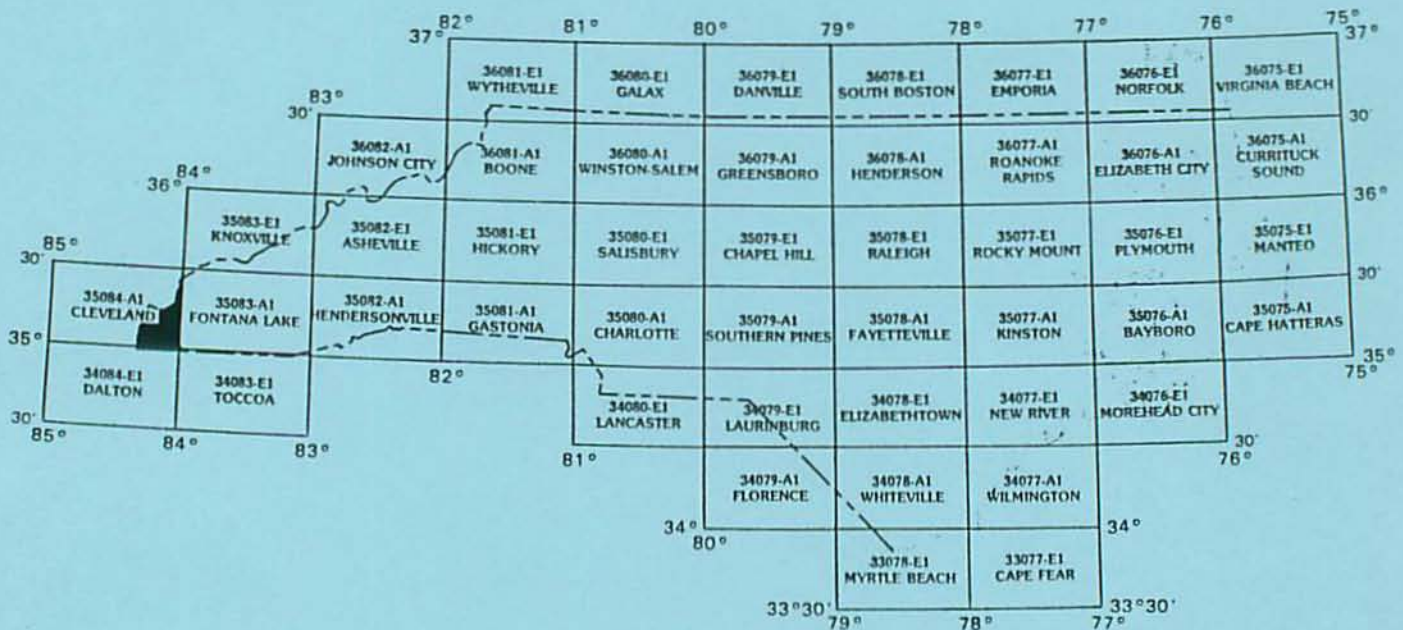 82° 81° 80° 79° 78° 77° 76° 75°
37° 37°
36081-E1 36080-E1 36079-E1 36078-E1 36077-E1 36076-E1 36075-E1
WYTHEVILLE GALAX DANVILLE SOUTH BOSTON EMPORIA NORFOLK VIRGINIA BEACH
83°
30' 30'
36082-A1 36081-A1 36080-A1 36079-A1 36078-A1 36077-A1 36076-A1 36075-A1
JOHNSON CITY BOONE WINSTON-SALEM GREENSBORO HENDERSON ROANOKE RAPIDS ELIZABETH CITY CURRITUCK SOUND
84°
36° 36°
35083-E1 35082-E1 35081-E1 35080-E1 35079-E1 35078-E1 35077-E1 35076-E1 35075-E1
KNOXVILLE ASHEVILLE HICKORY SALISBURY CHAPEL HILL RALEIGH ROCKY MOUNT PLYMOUTH MANTEO
85°
30' 30'
35084-A1 35083-A1 35082-A1 35081-A1 35080-A1 35079-A1 35078-A1 35077-A1 35076-A1 35075-A1
CLEVELAND FONTANA LAKE HENDERSONVILLE GASTONIA CHARLOTTE SOUTHERN PINES FAYETTEVILLE KINSTON BAYBORO CAPE HATTERAS
35° 35°
82° 75°
34084-E1 34083-E1 34080-E1 34079-E1 34078-E1 34077-E1 34076-E1
DALTON TOCCOA LANCASTER LAURINBURG ELIZABETHTOWN NEW RIVER MOREHEAD CITY
30' 30'
85° 84° 83° 81° 76°
34079-A1 34078-A1 34077-A1
FLORENCE WHITEVILLE WILMINGTON
34° 34°
80°
33078-E1 33077-E1
MYRTLE BEACH CAPE FEAR
33°30' 33°30'
79° 78° 77°